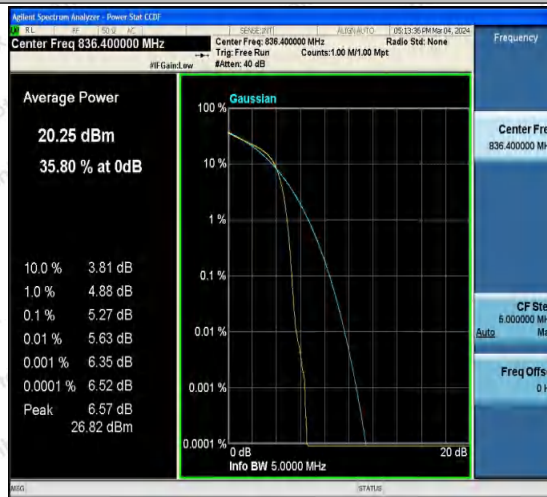 Agilent Spectrum Analyzer - Power Stat CCDF
RL RF 50 Ω AC SENSE:INT ALIGN AUTO 05:13:36 PM Mar 04, 2024
Center Freq 836.400000 MHz
Center Freq: 836.400000 MHz
Radio Std: None
Trig: Free Run
Counts:1.00 M/1.00 Mpt
#IFGain:Low
#Atten: 40 dB
Frequency
Average Power
20.25 dBm
35.80 % at 0dB
10.0 % 3.81 dB
1.0 % 4.88 dB
0.1 % 5.27 dB
0.01 % 5.63 dB
0.001 % 6.35 dB
0.0001 % 6.52 dB
Peak 6.57 dB
26.82 dBm
100 %
Gaussian
10 %
1 %
0.1 %
0.01 %
0.001 %
0.0001 %
0 dB
20 dB
Info BW 5.0000 MHz
Center Fre
836.400000 MH
CF Ste
5.000000 MH
Auto Ma
Freq Offs
0 H
MSG
STATUS